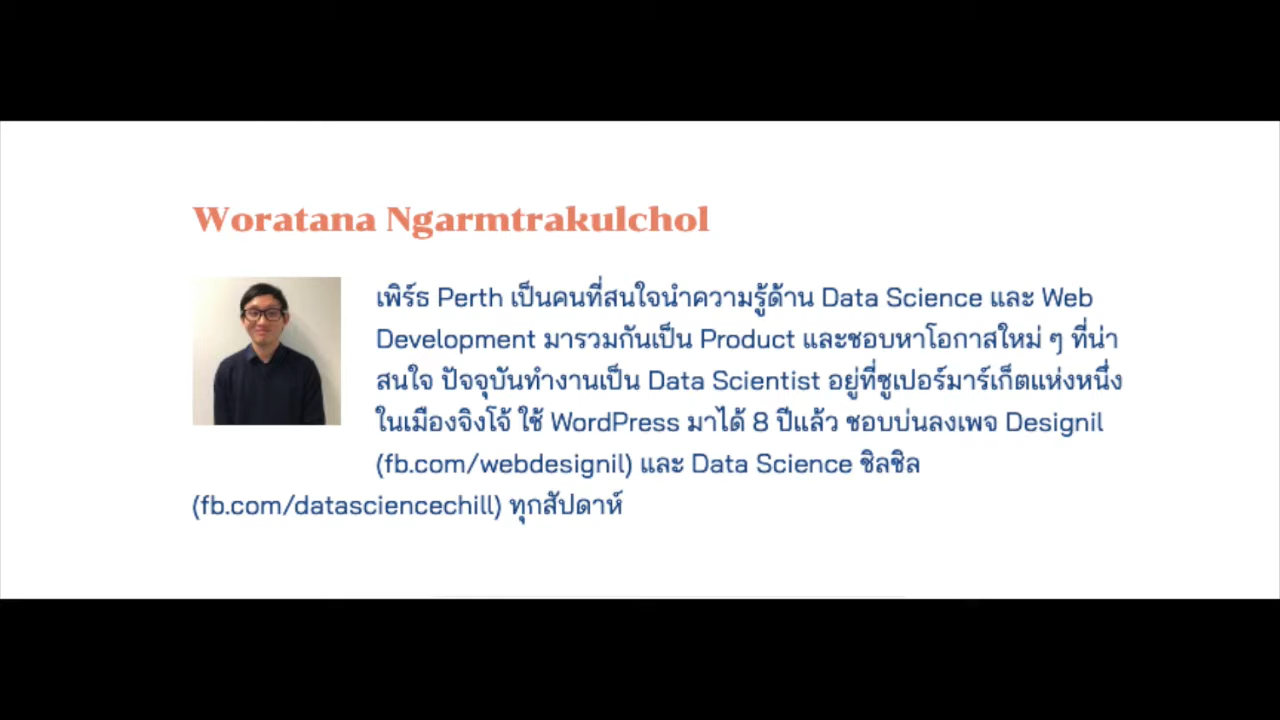 Woratana Ngarmtrakulchol
เพิร์ธ Perth เป็นคนที่สนใจนำความรู้ด้าน Data Science และ Web
Development มารวมกันเป็น Product และชอบหาโอกาสใหม่ ๆ ที่น่า
สนใจ ปัจจุบันทำงานเป็น Data Scientist อยู่ที่ซูเปอร์มาร์เก็ตแห่งหนึ่ง
ในเมืองจิงโจ้ ใช้ WordPress มาได้ 8 ปีแล้ว ชอบบ่นลงเพจ Designil
(fb.com/webdesignil) และ Data Science ชิลชิล
(fb.com/datasciencechill) ทุกสัปดาห์